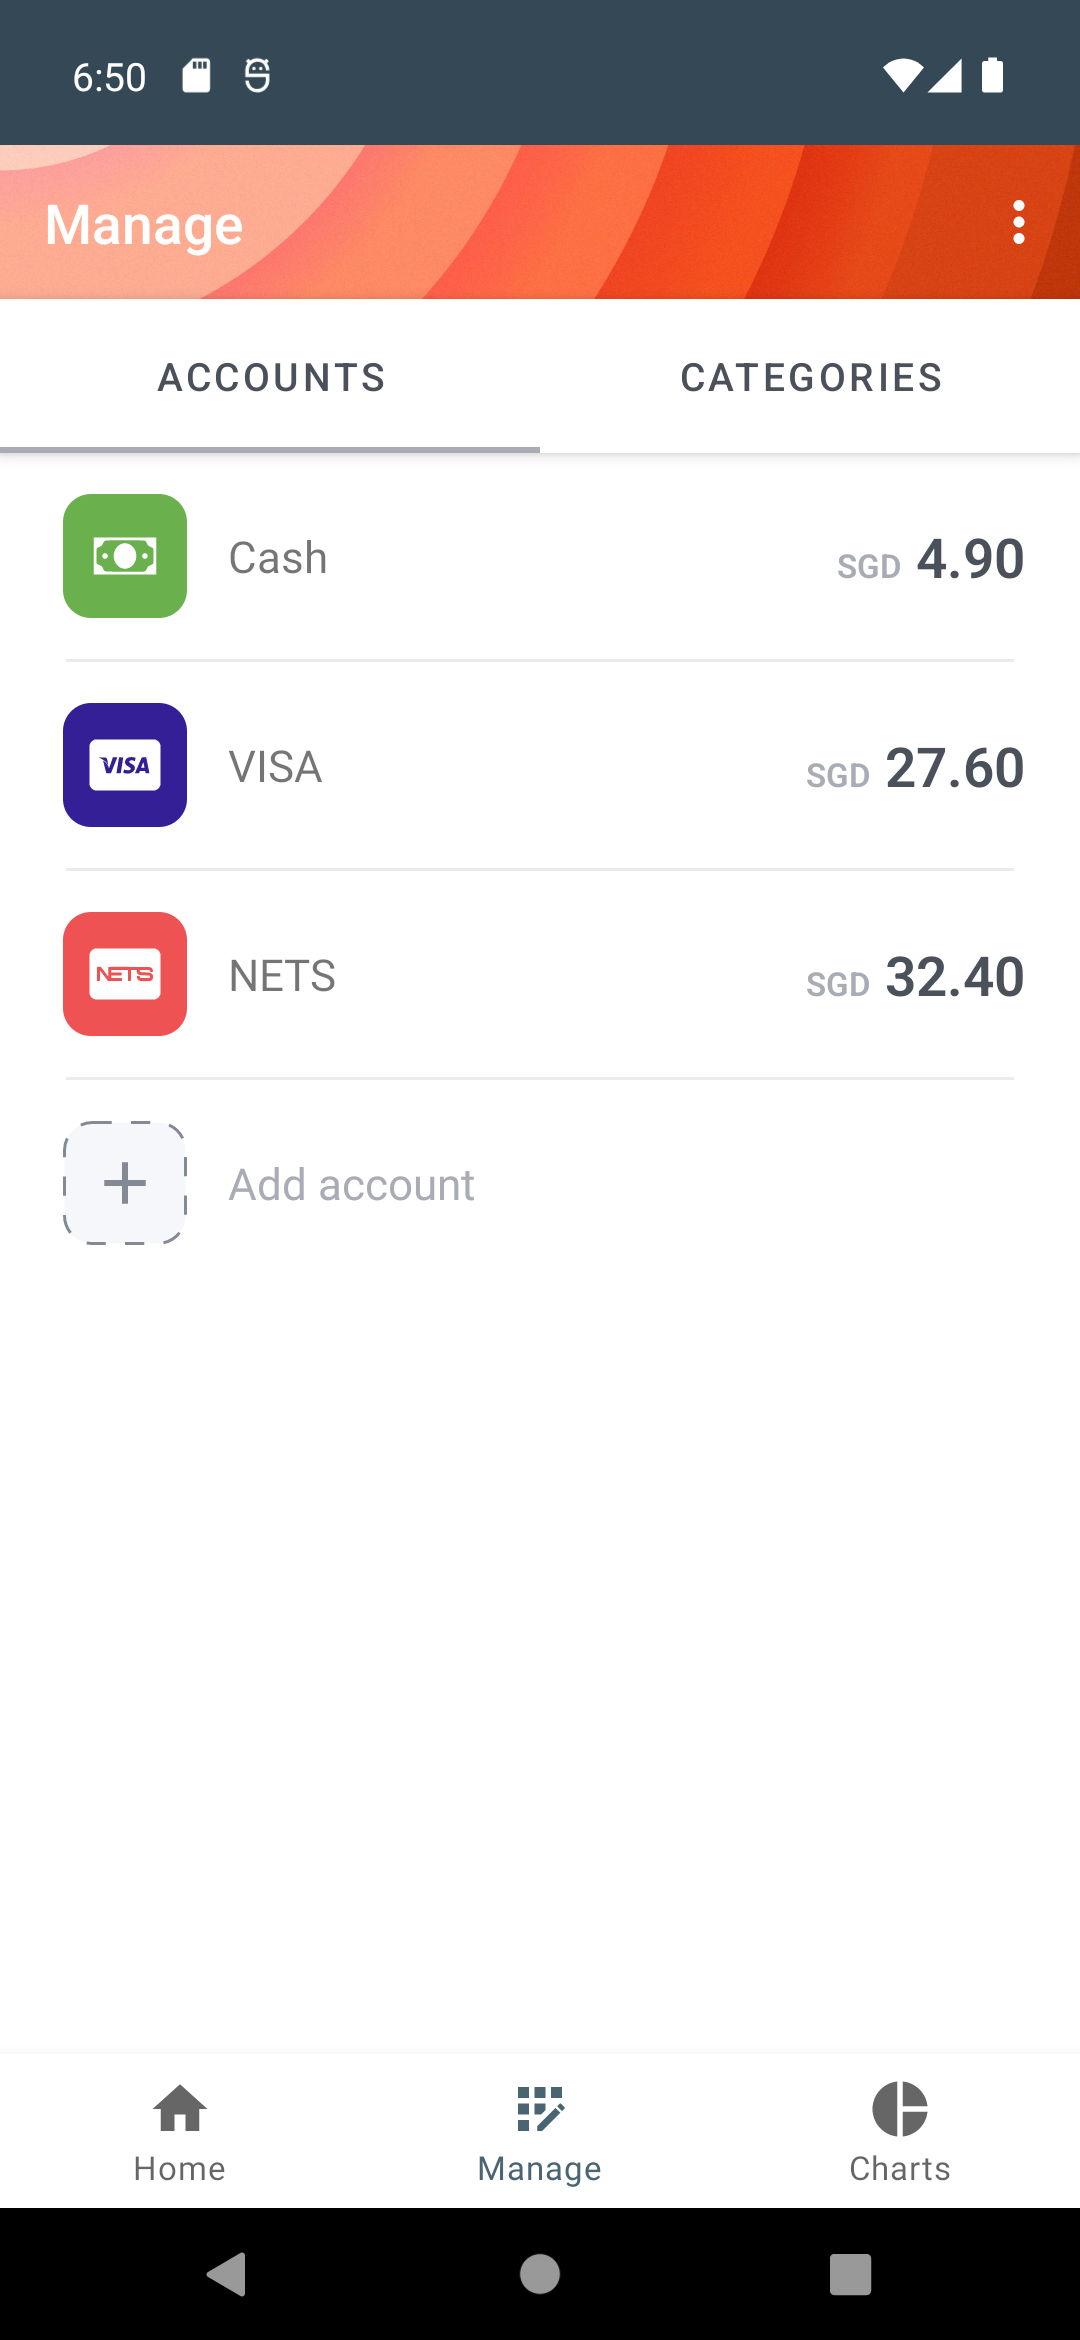 6:50
Manage
ACCOUNTS CATEGORIES
Cash SGD 4.90
VISA VISA SGD 27.60
NETS NETS SGD 32.40
Add account
Home Manage Charts